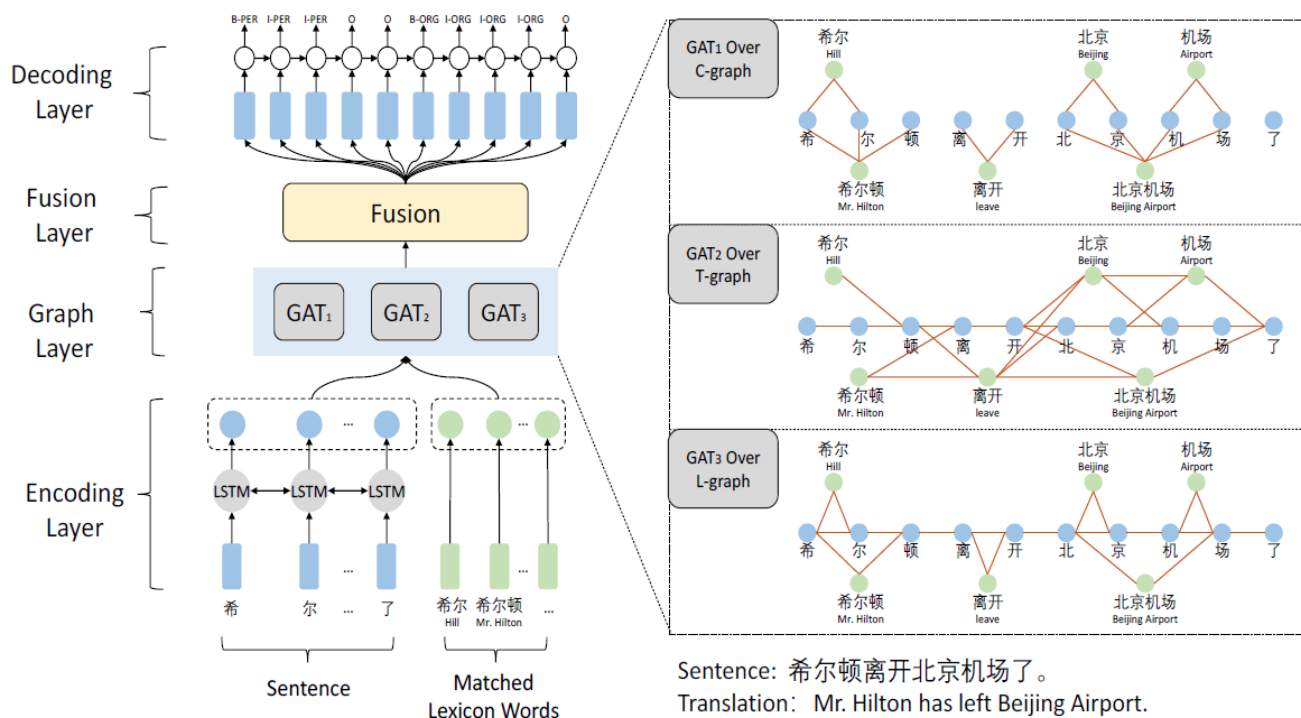 B-PER I-PER I-PER O O B-ORG I-ORG I-ORG I-ORG O
Decoding
Layer
Fusion
Layer
Fusion
Graph
Layer
GAT1 GAT2 GAT3
Encoding
Layer
LSTM LSTM LSTM
... ...
... ...
希 尔 ... 了
希尔 希尔顿 ...
Hill Mr. Hilton
Sentence
Matched
Lexicon Words
GAT1 Over
C-graph
希尔 北京 机场
Hill Beijing Airport
希 尔 顿 离 开 北 京 机 场 了
希尔顿 离开 北京机场
Mr. Hilton leave Beijing Airport
GAT2 Over
T-graph
希尔 北京 机场
Hill Beijing Airport
希 尔 顿 离 开 北 京 机 场 了
希尔顿 离开 北京机场
Mr. Hilton leave Beijing Airport
GAT3 Over
L-graph
希尔 北京 机场
Hill Beijing Airport
希 尔 顿 离 开 北 京 机 场 了
希尔顿 离开 北京机场
Mr. Hilton leave Beijing Airport
Sentence: 希尔顿离开北京机场了。
Translation: Mr. Hilton has left Beijing Airport.